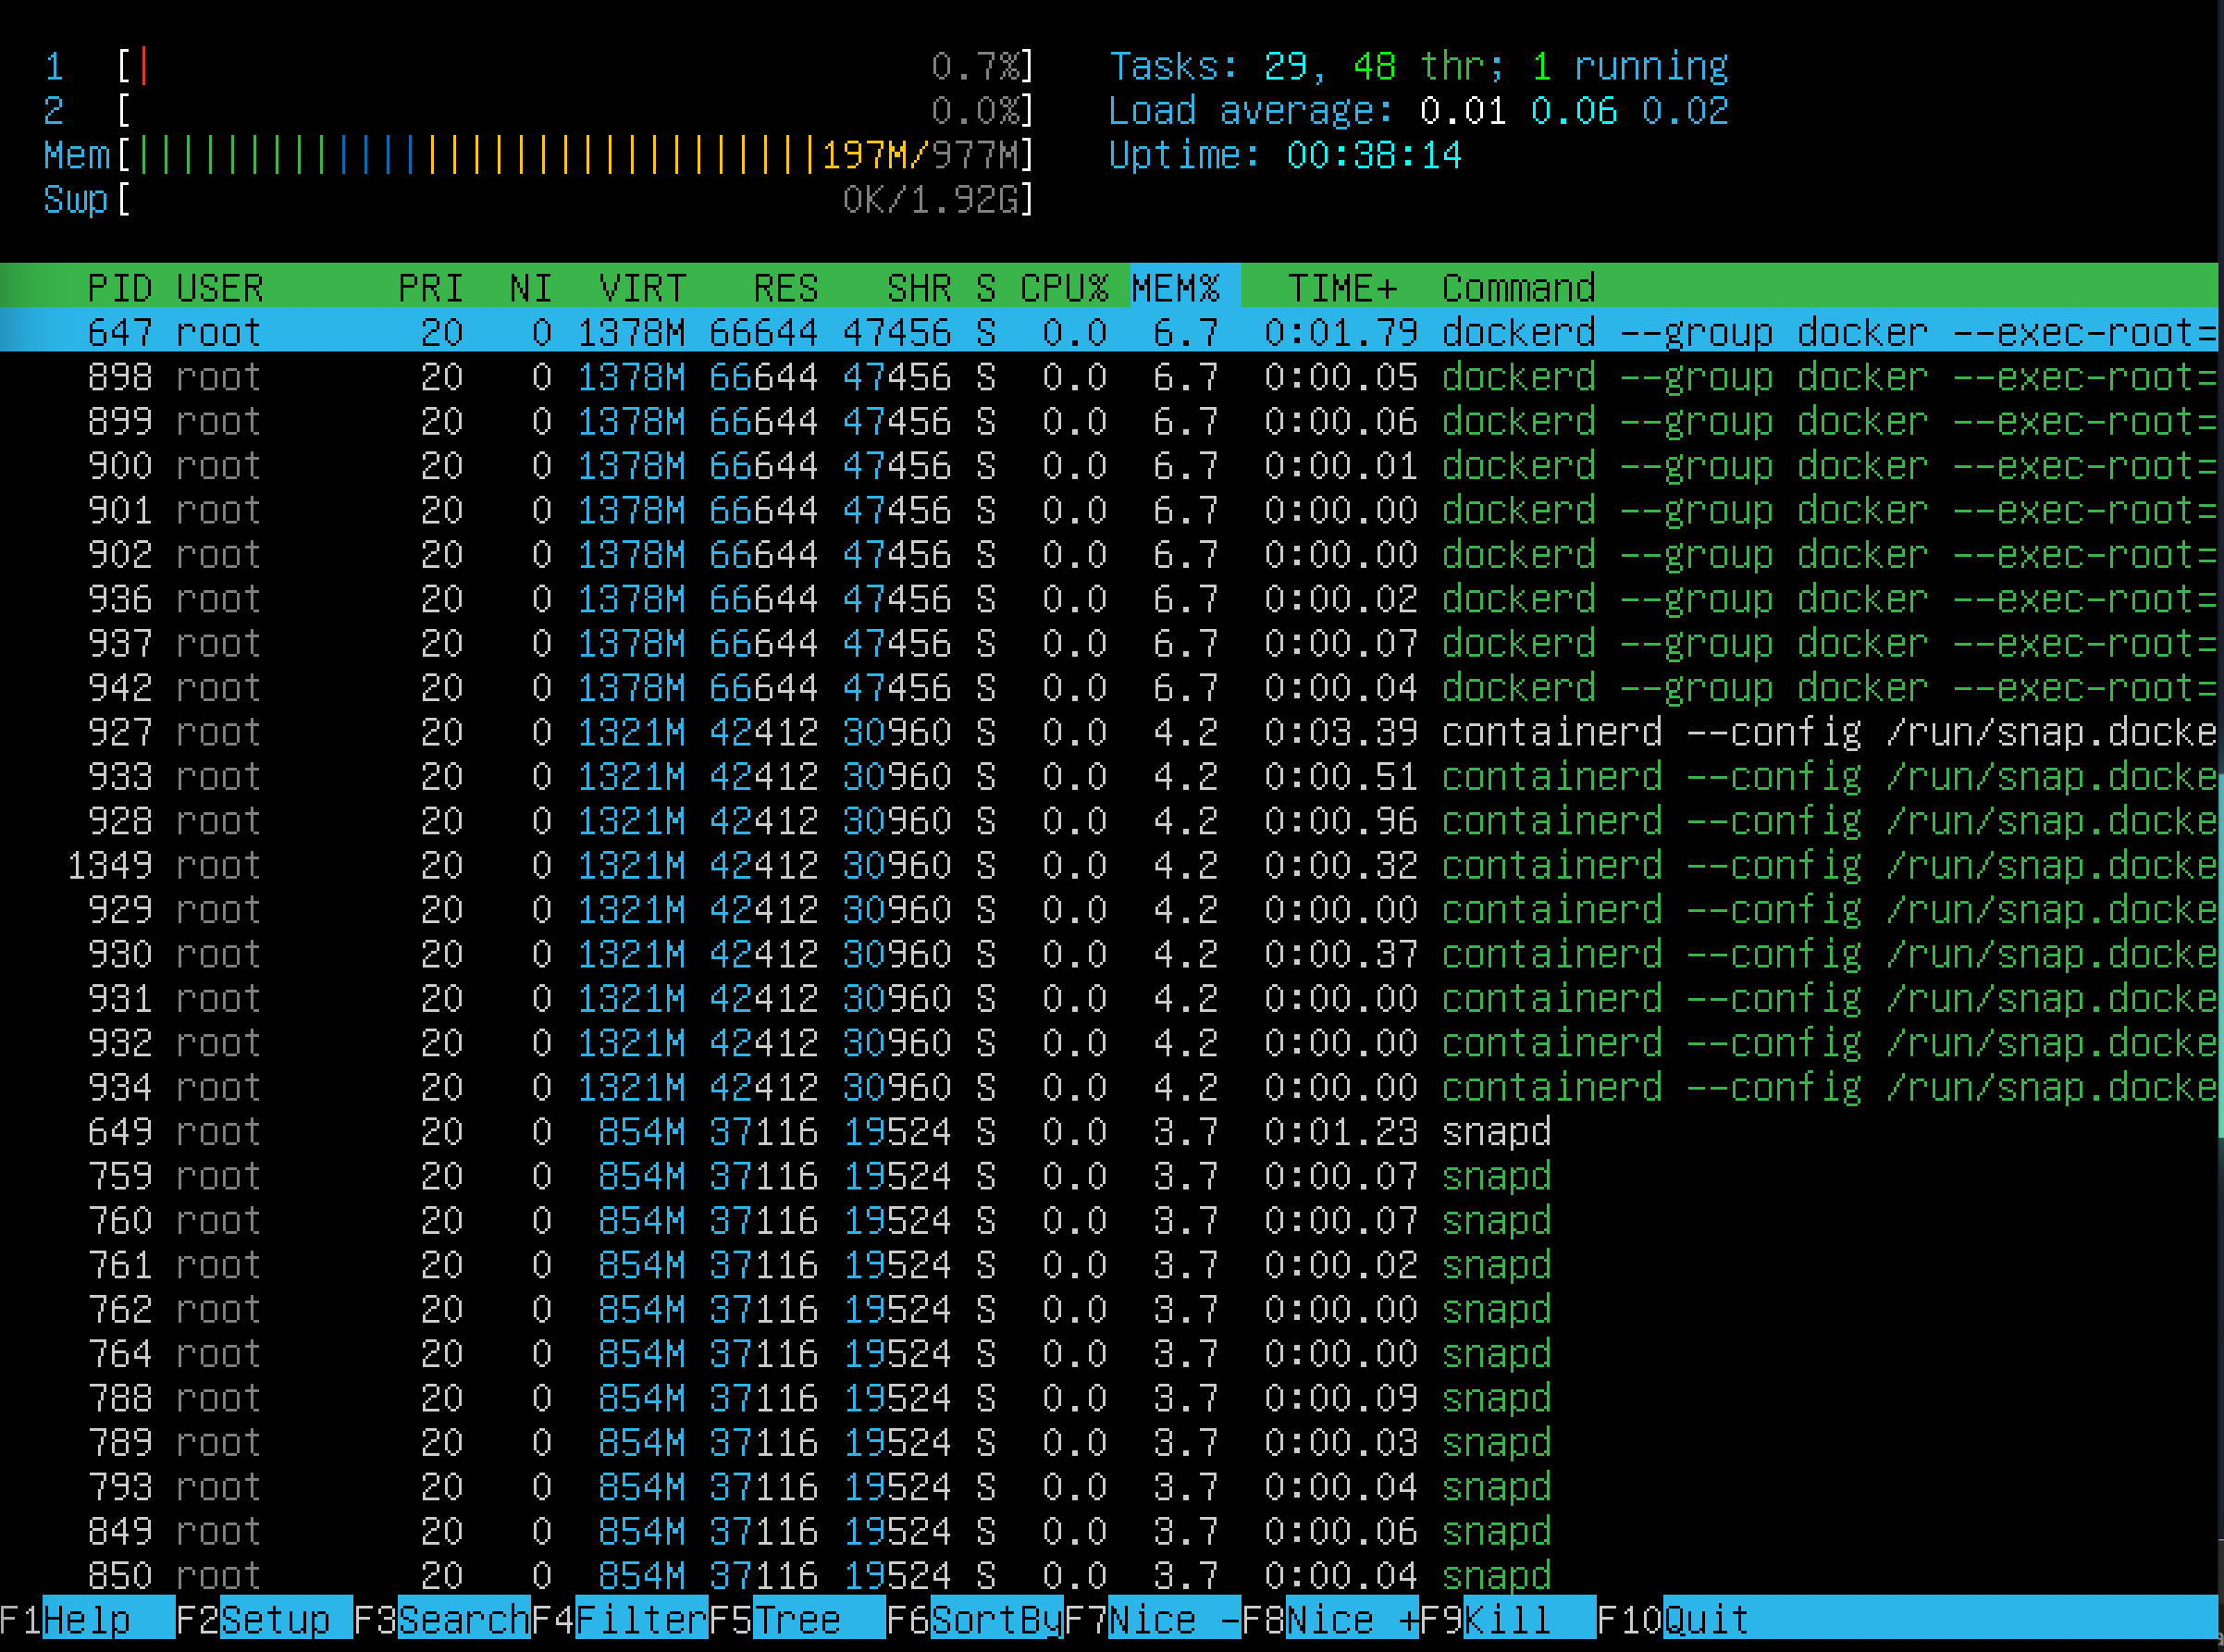 1 [| 0.7%] Tasks: 29, 48 thr; 1 running
2 [ 0.0%] Load average: 0.01 0.06 0.02
Mem[|||||||||||||||||||||||||||||||197M/977M] Uptime: 00:38:14
Swp[ 0K/1.92G]
PID USER PRI NI VIRT RES SHR S CPU% MEM% TIME+ Command
647 root 20 0 1378M 66644 47456 S 0.0 6.7 0:01.79 dockerd --group docker --exec-root=
898 root 20 0 1378M 66644 47456 S 0.0 6.7 0:00.05 dockerd --group docker --exec-root=
899 root 20 0 1378M 66644 47456 S 0.0 6.7 0:00.06 dockerd --group docker --exec-root=
900 root 20 0 1378M 66644 47456 S 0.0 6.7 0:00.01 dockerd --group docker --exec-root=
901 root 20 0 1378M 66644 47456 S 0.0 6.7 0:00.00 dockerd --group docker --exec-root=
902 root 20 0 1378M 66644 47456 S 0.0 6.7 0:00.00 dockerd --group docker --exec-root=
936 root 20 0 1378M 66644 47456 S 0.0 6.7 0:00.02 dockerd --group docker --exec-root=
937 root 20 0 1378M 66644 47456 S 0.0 6.7 0:00.07 dockerd --group docker --exec-root=
942 root 20 0 1378M 66644 47456 S 0.0 6.7 0:00.04 dockerd --group docker --exec-root=
927 root 20 0 1321M 42412 30960 S 0.0 4.2 0:03.39 containerd --config /run/snap.docke
933 root 20 0 1321M 42412 30960 S 0.0 4.2 0:00.51 containerd --config /run/snap.docke
928 root 20 0 1321M 42412 30960 S 0.0 4.2 0:00.96 containerd --config /run/snap.docke
1349 root 20 0 1321M 42412 30960 S 0.0 4.2 0:00.32 containerd --config /run/snap.docke
929 root 20 0 1321M 42412 30960 S 0.0 4.2 0:00.00 containerd --config /run/snap.docke
930 root 20 0 1321M 42412 30960 S 0.0 4.2 0:00.37 containerd --config /run/snap.docke
931 root 20 0 1321M 42412 30960 S 0.0 4.2 0:00.00 containerd --config /run/snap.docke
932 root 20 0 1321M 42412 30960 S 0.0 4.2 0:00.00 containerd --config /run/snap.docke
934 root 20 0 1321M 42412 30960 S 0.0 4.2 0:00.00 containerd --config /run/snap.docke
649 root 20 0 854M 37116 19524 S 0.0 3.7 0:01.23 snapd
759 root 20 0 854M 37116 19524 S 0.0 3.7 0:00.07 snapd
760 root 20 0 854M 37116 19524 S 0.0 3.7 0:00.07 snapd
761 root 20 0 854M 37116 19524 S 0.0 3.7 0:00.02 snapd
762 root 20 0 854M 37116 19524 S 0.0 3.7 0:00.00 snapd
764 root 20 0 854M 37116 19524 S 0.0 3.7 0:00.00 snapd
788 root 20 0 854M 37116 19524 S 0.0 3.7 0:00.09 snapd
789 root 20 0 854M 37116 19524 S 0.0 3.7 0:00.03 snapd
793 root 20 0 854M 37116 19524 S 0.0 3.7 0:00.04 snapd
849 root 20 0 854M 37116 19524 S 0.0 3.7 0:00.06 snapd
850 root 20 0 854M 37116 19524 S 0.0 3.7 0:00.04 snapd
F1Help F2Setup F3SearchF4FilterF5Tree F6SortByF7Nice -F8Nice +F9Kill F10Quit